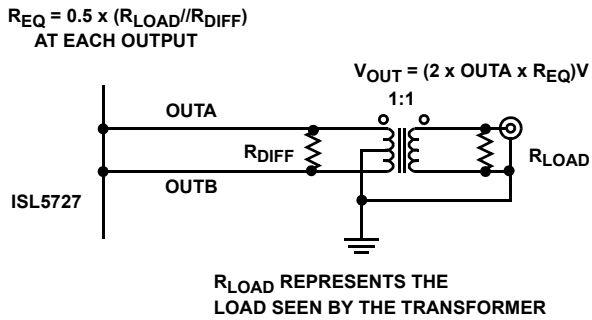 R_EQ = 0.5 x (R_LOAD//R_DIFF)
AT EACH OUTPUT
V_OUT = (2 x OUTA x R_EQ)V
1:1
OUTA
R_DIFF
R_LOAD
OUTB
ISL5727
R_LOAD REPRESENTS THE
LOAD SEEN BY THE TRANSFORMER